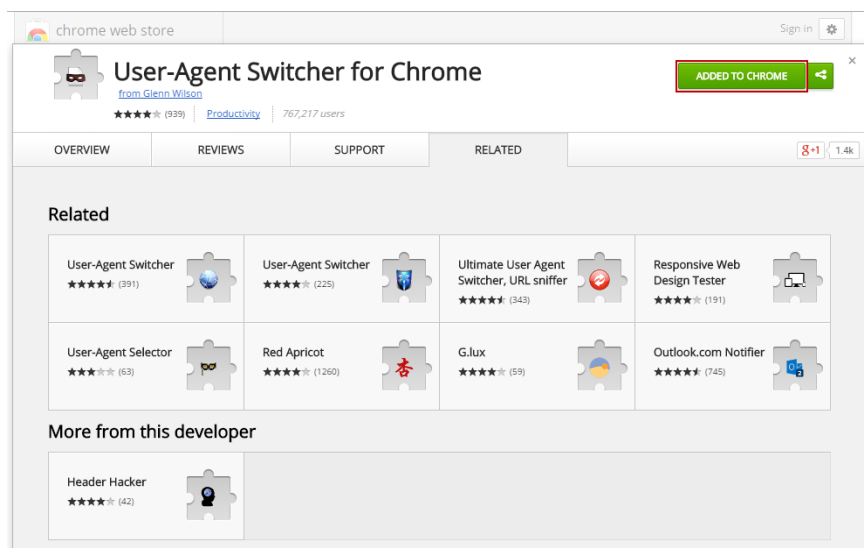 chrome web store
Sign in
User-Agent Switcher for Chrome
from Glenn Wilson
(939) Productivity 767,217 users
ADDED TO CHROME
OVERVIEW REVIEWS SUPPORT RELATED
g+1 1.4k
Related
User-Agent Switcher
(391)
User-Agent Switcher
(225)
Ultimate User Agent
Switcher, URL sniffer
(343)
Responsive Web
Design Tester
(191)
User-Agent Selector
(63)
Red Apricot
(1260)
杏
G.lux
(59)
Outlook.com Notifier
(745)
2
More from this developer
Header Hacker
(42)